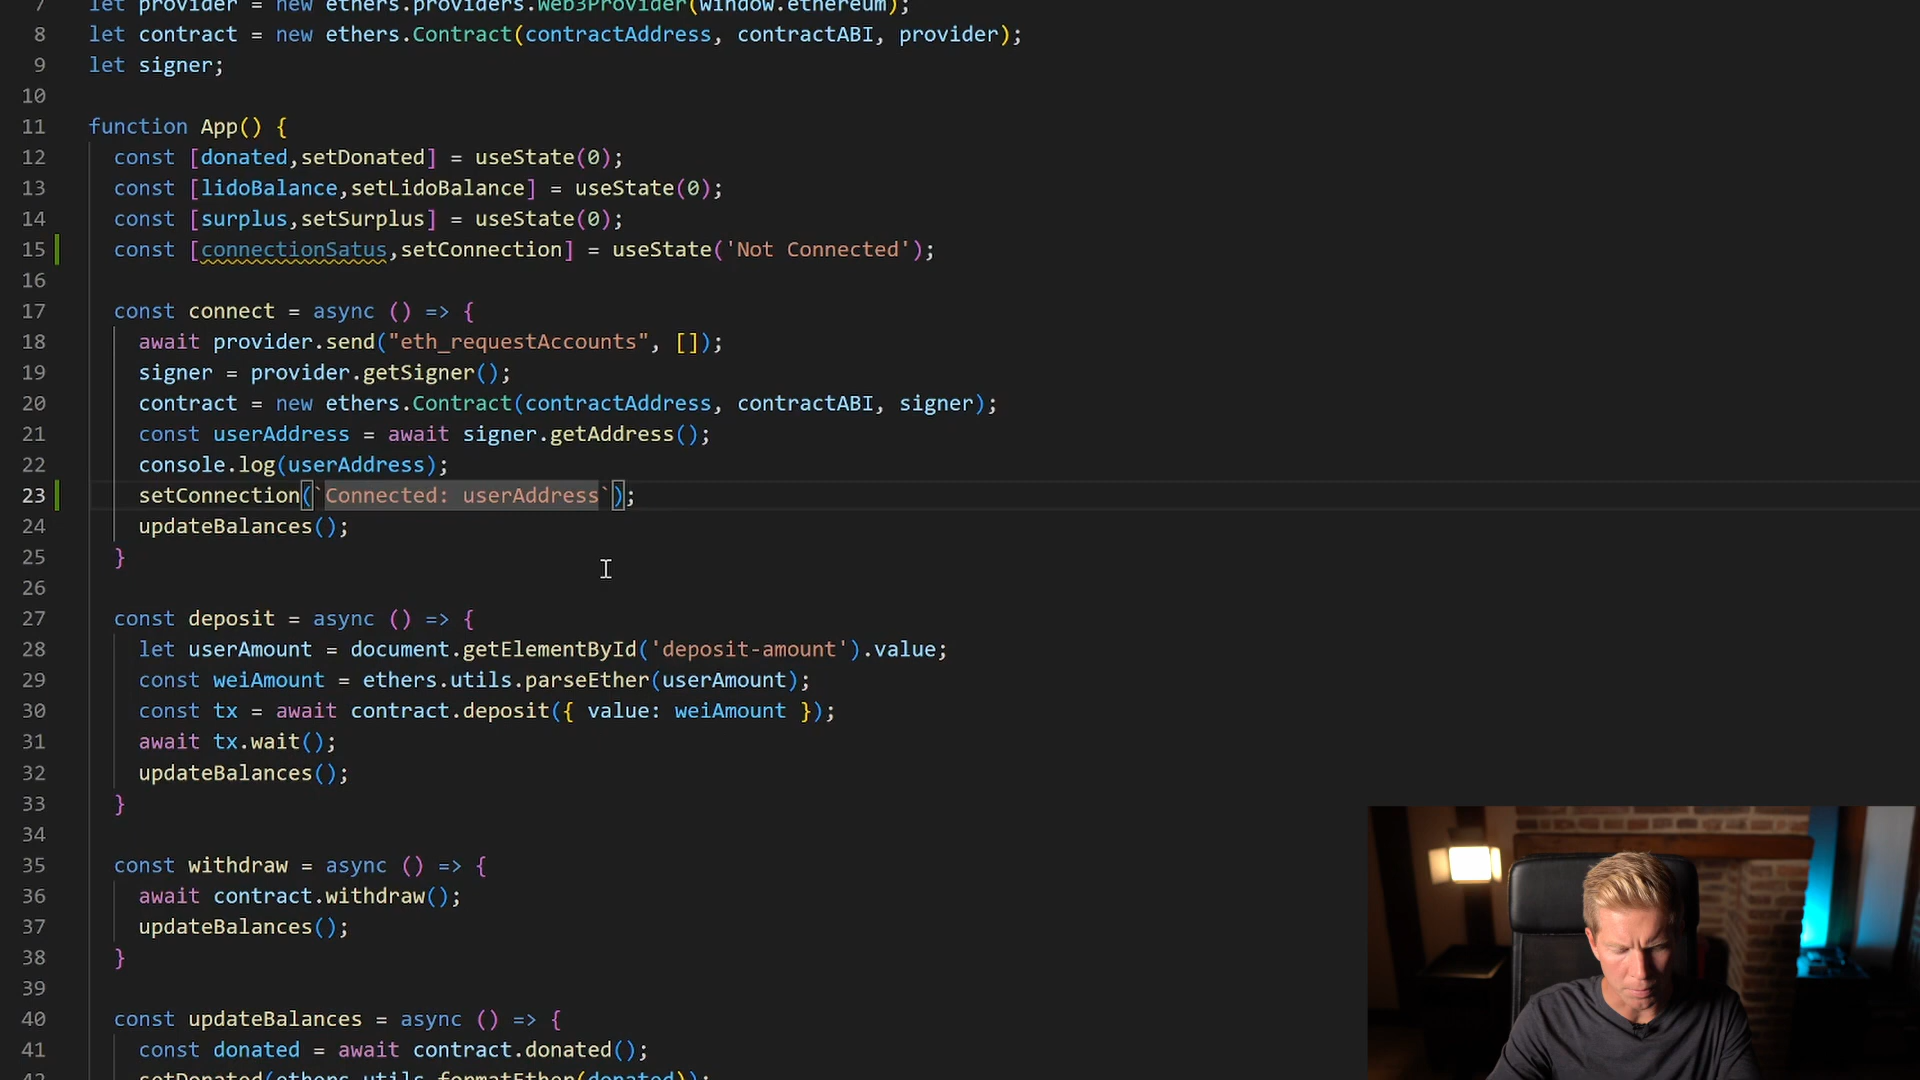 7 let provider = new ethers.providers.Web3Provider(window.ethereum);
8 let contract = new ethers.Contract(contractAddress, contractABI, provider);
9 let signer;
10
11 function App() {
12 const [donated,setDonated] = useState(0);
13 const [lidoBalance,setLidoBalance] = useState(0);
14 const [surplus,setSurplus] = useState(0);
15 const [connectionSatus,setConnection] = useState('Not Connected');
16
17 const connect = async () => {
18 await provider.send("eth_requestAccounts", []);
19 signer = provider.getSigner();
20 contract = new ethers.Contract(contractAddress, contractABI, signer);
21 const userAddress = await signer.getAddress();
22 console.log(userAddress);
23 setConnection(`Connected: userAddress`);
24 updateBalances();
25 }
26
27 const deposit = async () => {
28 let userAmount = document.getElementById('deposit-amount').value;
29 const weiAmount = ethers.utils.parseEther(userAmount);
30 const tx = await contract.deposit({ value: weiAmount });
31 await tx.wait();
32 updateBalances();
33 }
34
35 const withdraw = async () => {
36 await contract.withdraw();
37 updateBalances();
38 }
39
40 const updateBalances = async () => {
41 const donated = await contract.donated();
42 setDonated(ethers.utils.formatEther(donated));